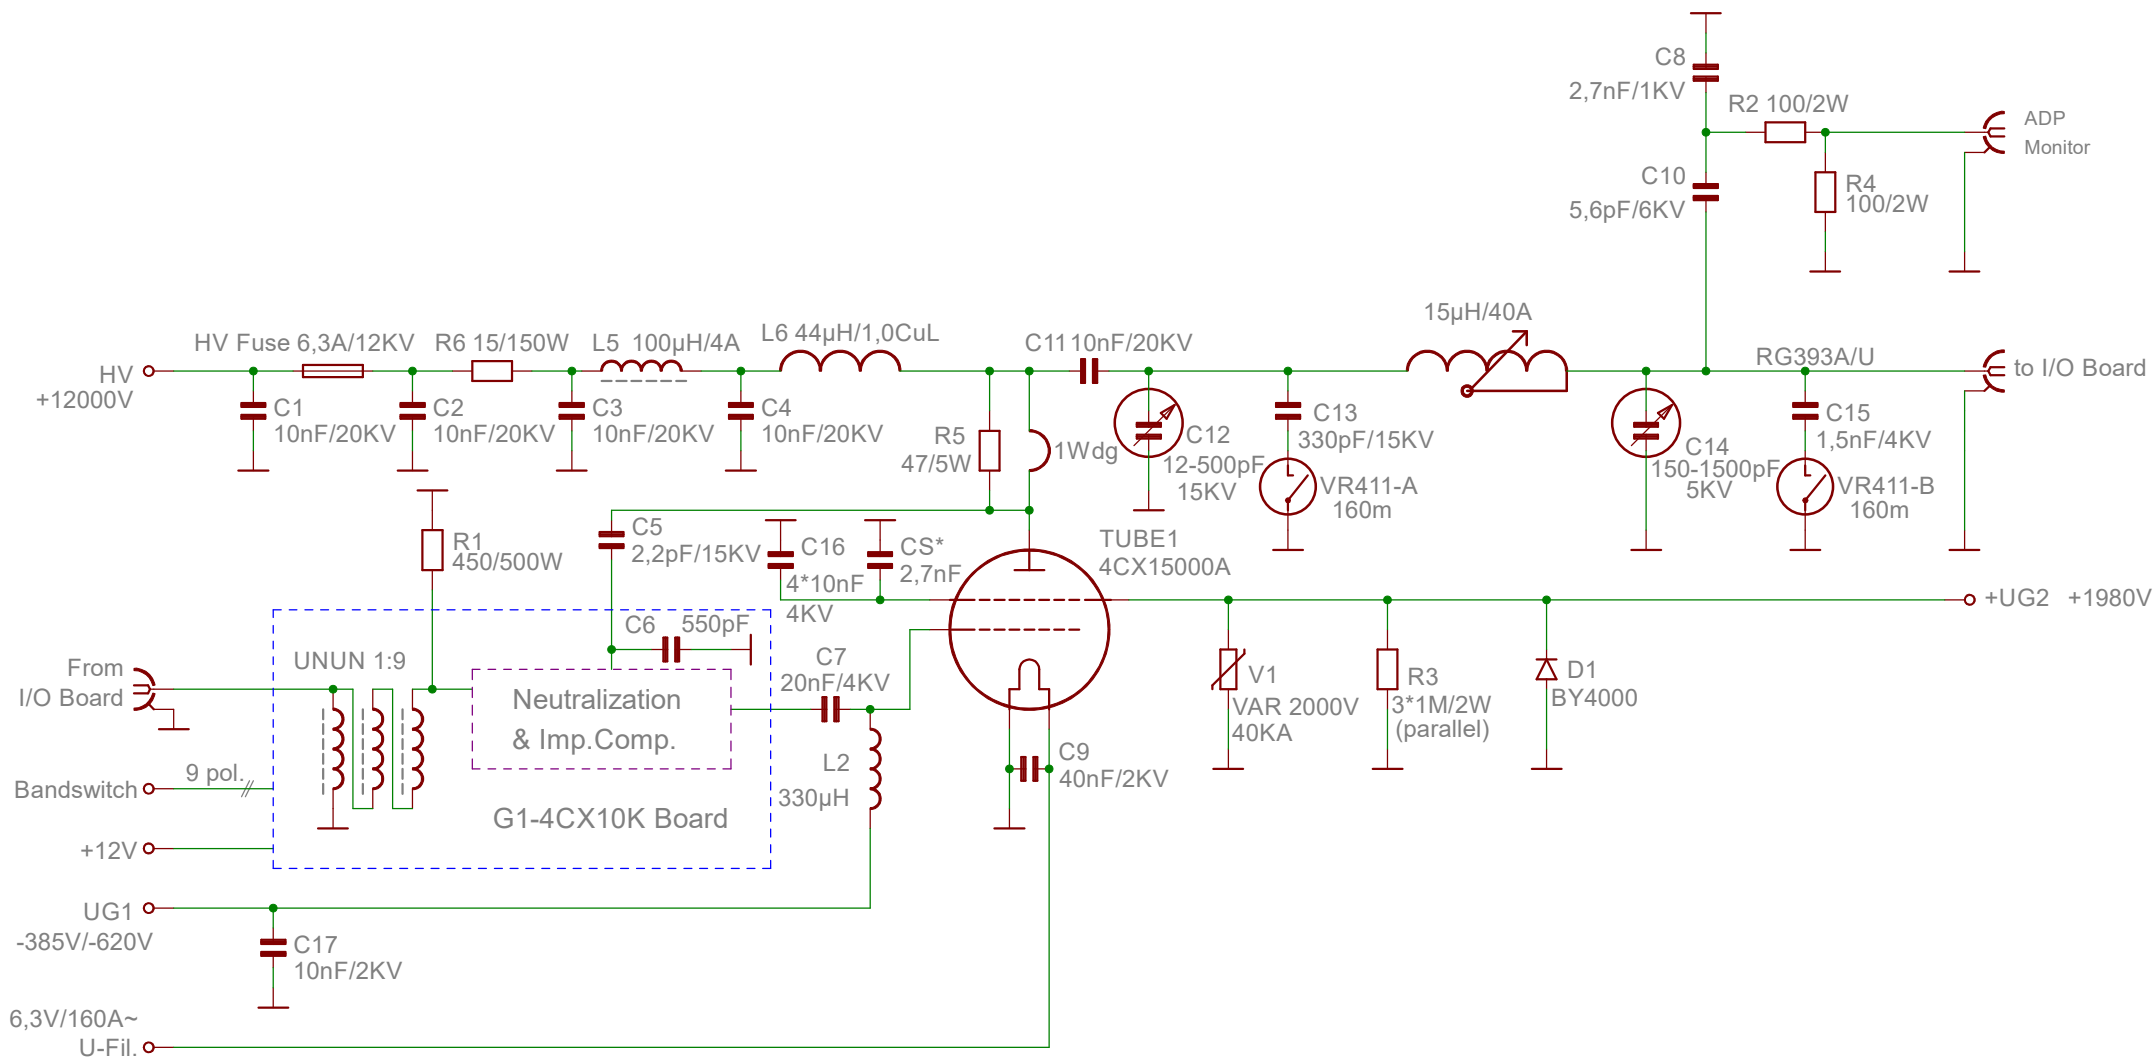 C8
2,7nF/1KV
R2 100/2W
ADP
Monitor
C10
5,6pF/6KV
R4
100/2W
15µH/40A
HV Fuse 6,3A/12KV
R6 15/150W
L5 100µH/4A
L6 44µH/1,0CuL
C11 10nF/20KV
RG393A/U
to I/O Board
HV
+12000V
C1
10nF/20KV
C2
10nF/20KV
C3
10nF/20KV
C4
10nF/20KV
R5
47/5W
1Wdg
C12
12-500pF
15KV
C13
330pF/15KV
VR411-A
160m
C14
150-1500pF
5KV
C15
1,5nF/4KV
VR411-B
160m
R1
450/500W
C5
2,2pF/15KV
C16
4*10nF
4KV
CS*
2,7nF
TUBE1
4CX15000A
+UG2 +1980V
C6 550pF
UNUN 1:9
From
I/O Board
Neutralization
& Imp.Comp.
C7
20nF/4KV
V1
VAR 2000V
40KA
R3
3*1M/2W
(parallel)
D1
BY4000
L2
330µH
C9
40nF/2KV
9 pol.
Bandswitch
G1-4CX10K Board
+12V
UG1
-385V/-620V
C17
10nF/2KV
6,3V/160A~
U-Fil.